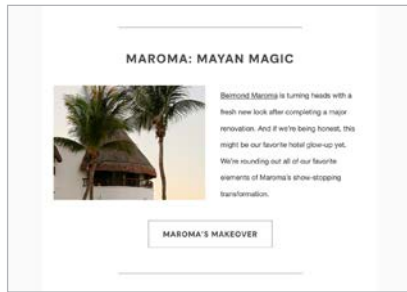 MAROMA: MAYAN MAGIC
Belmond Maroma is turning heads with a
fresh new look after completing a major
renovation. And if we're being honest, this
might be our favorite hotel glow-up yet.
We're rounding out all of our favorite
elements of Maroma's show-stopping
transformation.
MAROMA'S MAKEOVER